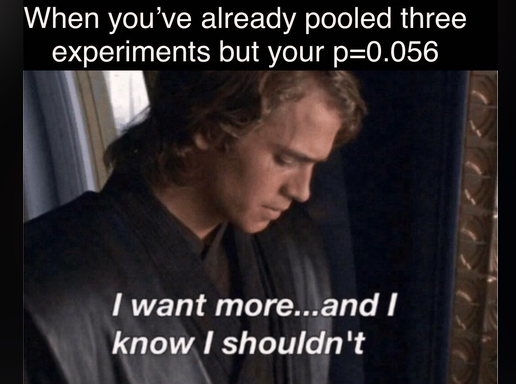 When you’ve already pooled three
experiments but your p=0.056
I want more...and I
know I shouldn't